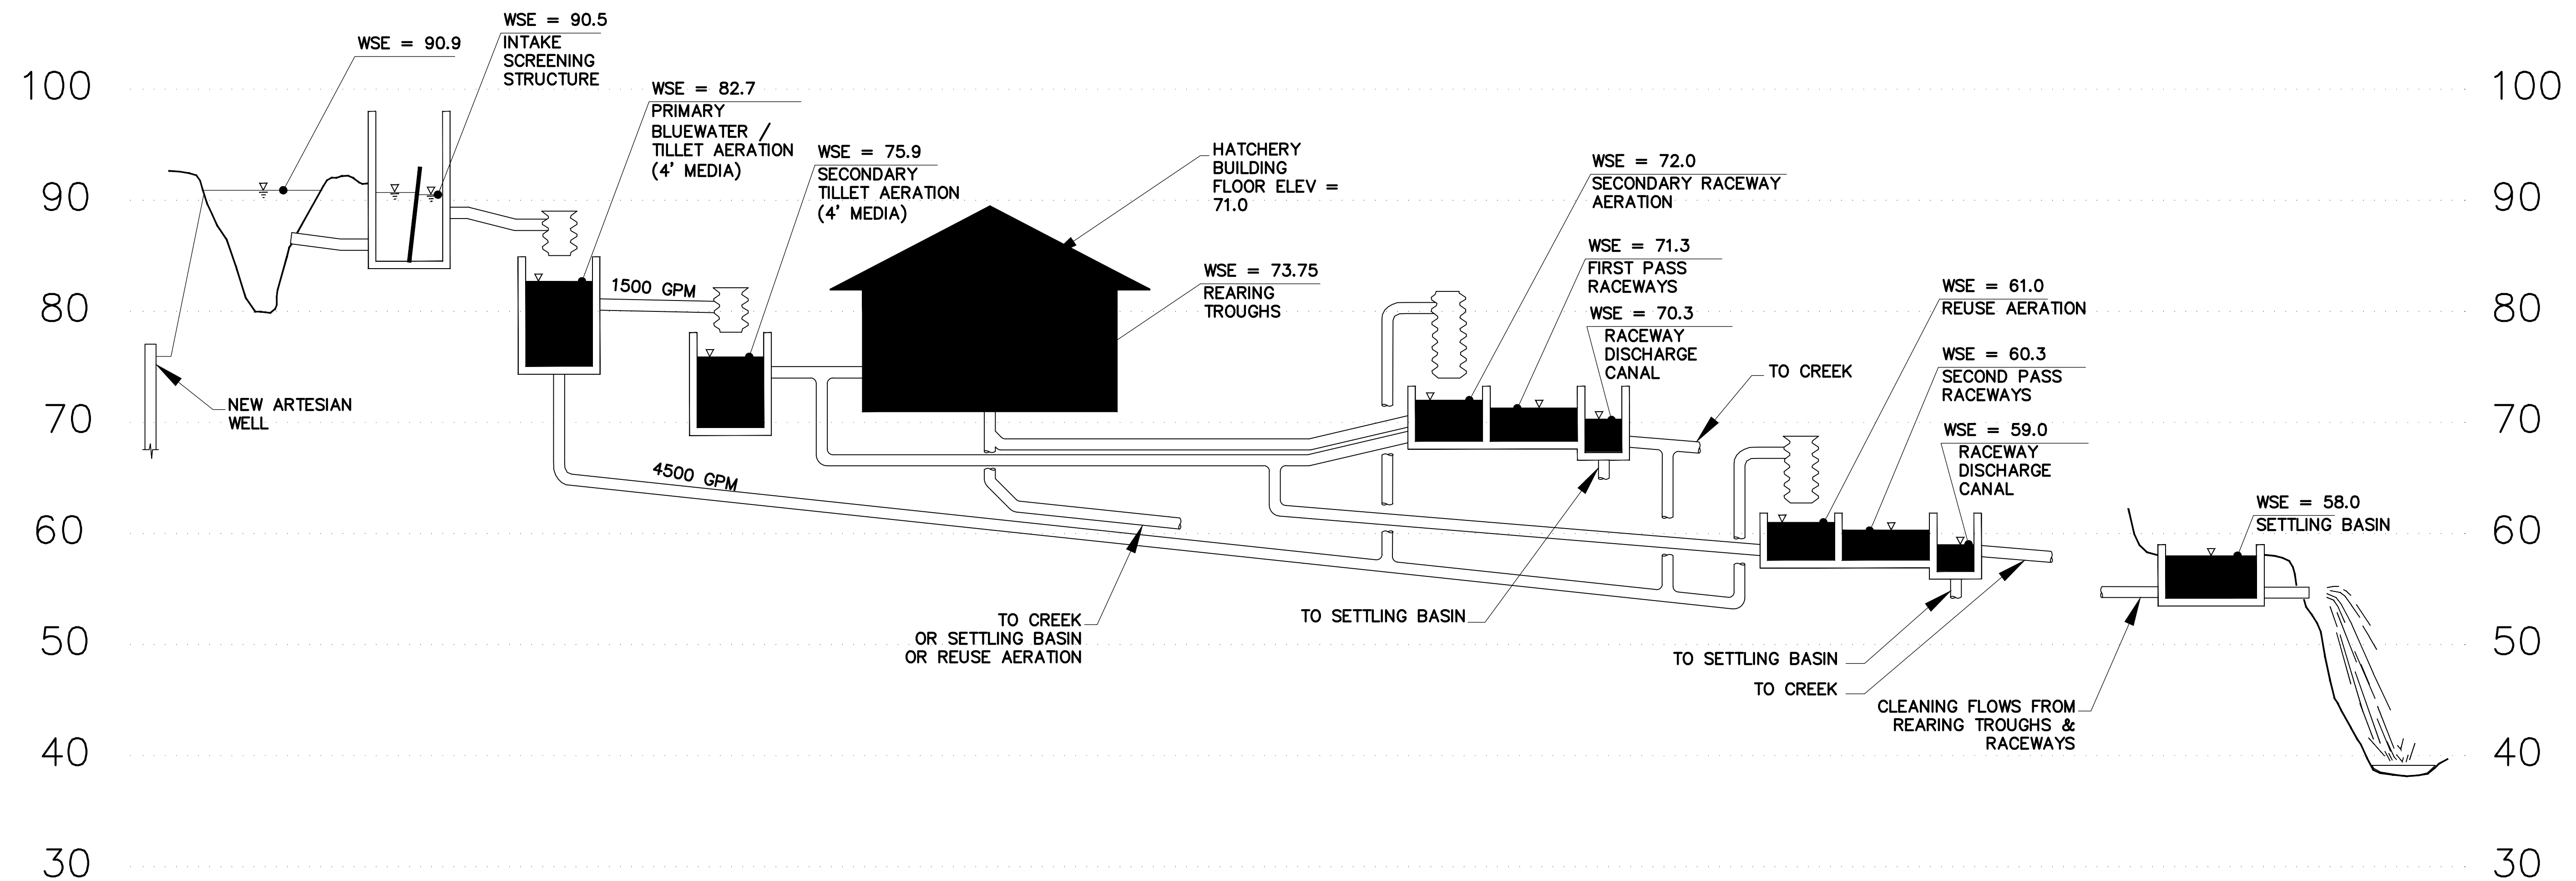 WSE = 90.9
WSE = 90.5
INTAKE
SCREENING
STRUCTURE
WSE = 82.7
PRIMARY
BLUEWATER /
TILLET AERATION
(4' MEDIA)
WSE = 75.9
SECONDARY
TILLET AERATION
(4' MEDIA)
HATCHERY
BUILDING
FLOOR ELEV =
71.0
WSE = 73.75
REARING
TROUGHS
WSE = 72.0
SECONDARY RACEWAY
AERATION
WSE = 71.3
FIRST PASS
RACEWAYS
WSE = 70.3
RACEWAY
DISCHARGE
CANAL
TO CREEK
WSE = 61.0
REUSE AERATION
WSE = 60.3
SECOND PASS
RACEWAYS
WSE = 59.0
RACEWAY
DISCHARGE
CANAL
WSE = 58.0
SETTLING BASIN
1500 GPM
4500 GPM
NEW ARTESIAN
WELL
TO CREEK
OR SETTLING BASIN
OR REUSE AERATION
TO SETTLING BASIN
TO SETTLING BASIN
TO CREEK
CLEANING FLOWS FROM
REARING TROUGHS &
RACEWAYS
100
90
80
70
60
50
40
30
100
90
80
70
60
50
40
30